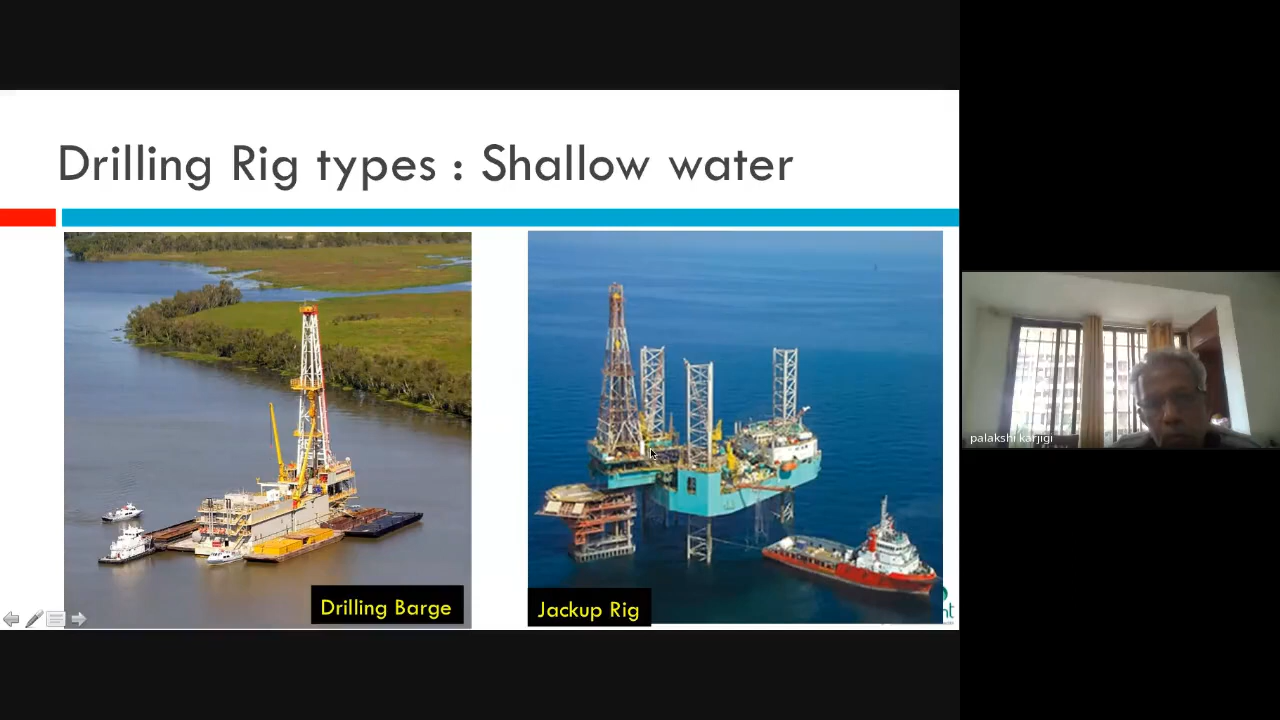 Drilling Rig types : Shallow water
Drilling Barge
Jackup Rig
palakshi karjigi